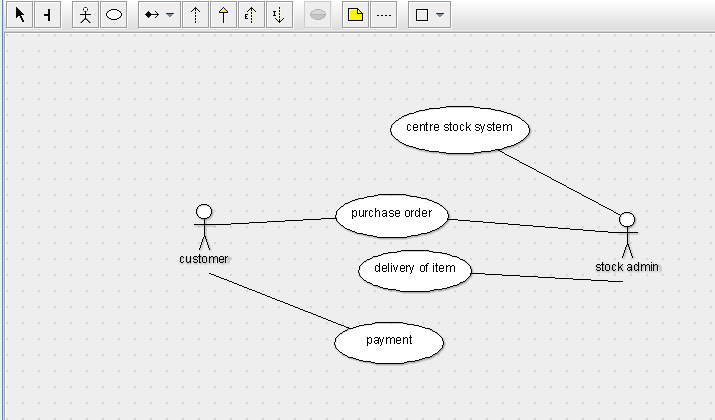 centre stock system
purchase order
customer
stock admin
delivery of item
payment